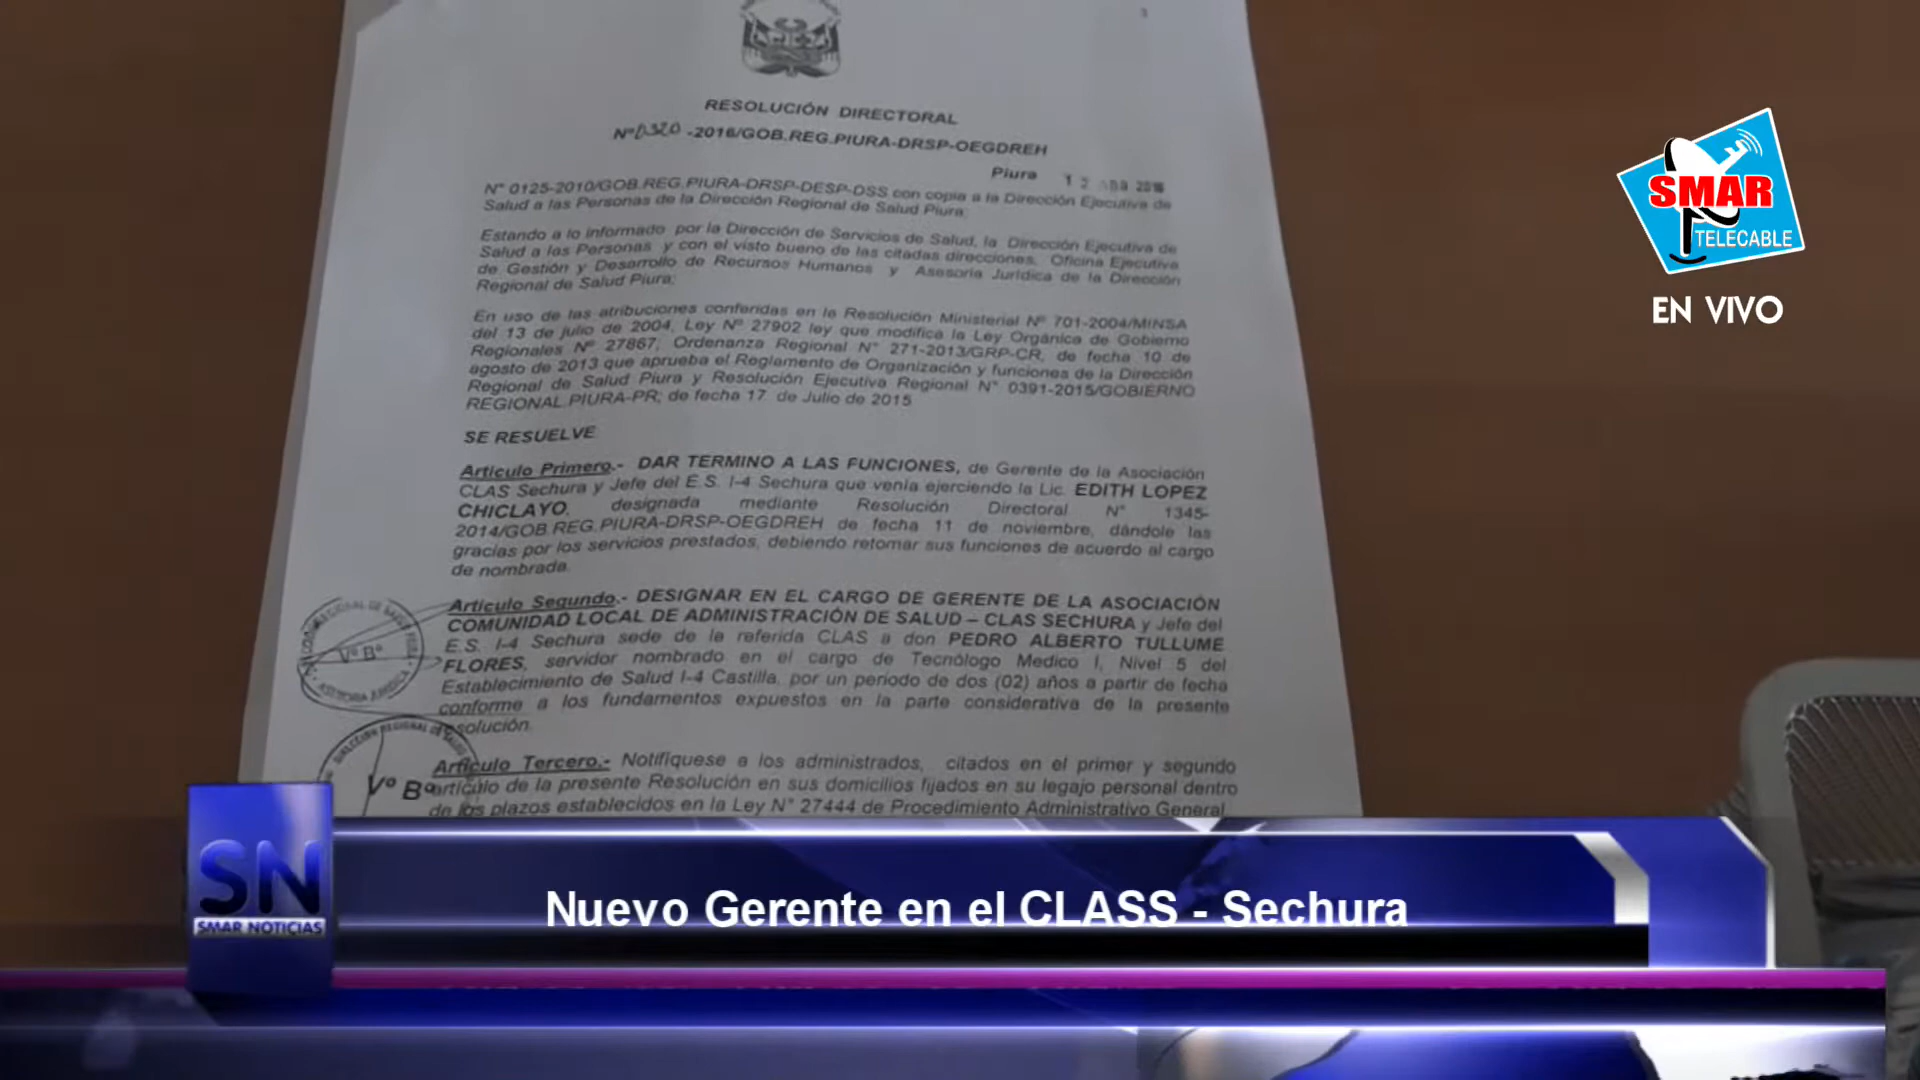 RESOLUCIÓN DIRECTORAL
Nº 0320 -2016/GOB.REG.PIURA-DRSP-OEGDREH
Piura 12 ABR 2016
N° 0125-2010/GOB.REG.PIURA-DRSP-DESP-DSS con copia a la Dirección Ejecutiva de
Salud a las Personas de la Dirección Regional de Salud Piura;
Estando a lo informado por la Dirección de Servicios de Salud, la Dirección Ejecutiva de
Salud a las Personas y con el visto bueno de las citadas direcciones, Oficina Ejecutiva
de Gestión y Desarrollo de Recursos Humanos y Asesoría Jurídica de la Dirección
Regional de Salud Piura;
En uso de las atribuciones conferidas en la Resolución Ministerial Nº 701-2004/MINSA
del 13 de julio de 2004, Ley Nº 27902 ley que modifica la Ley Orgánica de Gobierno
Regionales Nº 27867, Ordenanza Regional N° 271-2013/GRP-CR, de fecha 10 de
agosto de 2013 que aprueba el Reglamento de Organización y funciones de la Dirección
Regional de Salud Piura y Resolución Ejecutiva Regional N° 0391-2015/GOBIERNO
REGIONAL.PIURA-PR; de fecha 17 de Julio de 2015
SE RESUELVE
Artículo Primero.- DAR TERMINO A LAS FUNCIONES, de Gerente de la Asociación
CLAS Sechura y Jefe del E.S. I-4 Sechura que venía ejerciendo la Lic. EDITH LOPEZ
CHICLAYO, designada mediante Resolución Directoral N° 1345-
2014/GOB.REG.PIURA-DRSP-OEGDREH de fecha 11 de noviembre, dándole las
gracias por los servicios prestados, debiendo retomar sus funciones de acuerdo al cargo
de nombrada.
Artículo Segundo.- DESIGNAR EN EL CARGO DE GERENTE DE LA ASOCIACIÓN
COMUNIDAD LOCAL DE ADMINISTRACIÓN DE SALUD – CLAS SECHURA y Jefe del
E.S. I-4 Sechura sede de la referida CLAS a don PEDRO ALBERTO TULLUME
FLORES, servidor nombrado en el cargo de Tecnólogo Medico I, Nivel 5 del
Establecimiento de Salud I-4 Castilla, por un periodo de dos (02) años a partir de fecha
conforme a los fundamentos expuestos en la parte considerativa de la presente
resolución.
Artículo Tercero.- Notifíquese a los administrados, citados en el primer y segundo
artículo de la presente Resolución en sus domicilios fijados en su legajo personal dentro
de los plazos establecidos en la Ley N° 27444 de Procedimiento Administrativo General.
Vº Bº
ASESORIA JURIDICA
DIRECCION REGIONAL DE SALUD
Vº Bº
SMAR
TELECABLE
EN VIVO
SN
SMAR NOTICIAS
Nuevo Gerente en el CLASS - Sechura